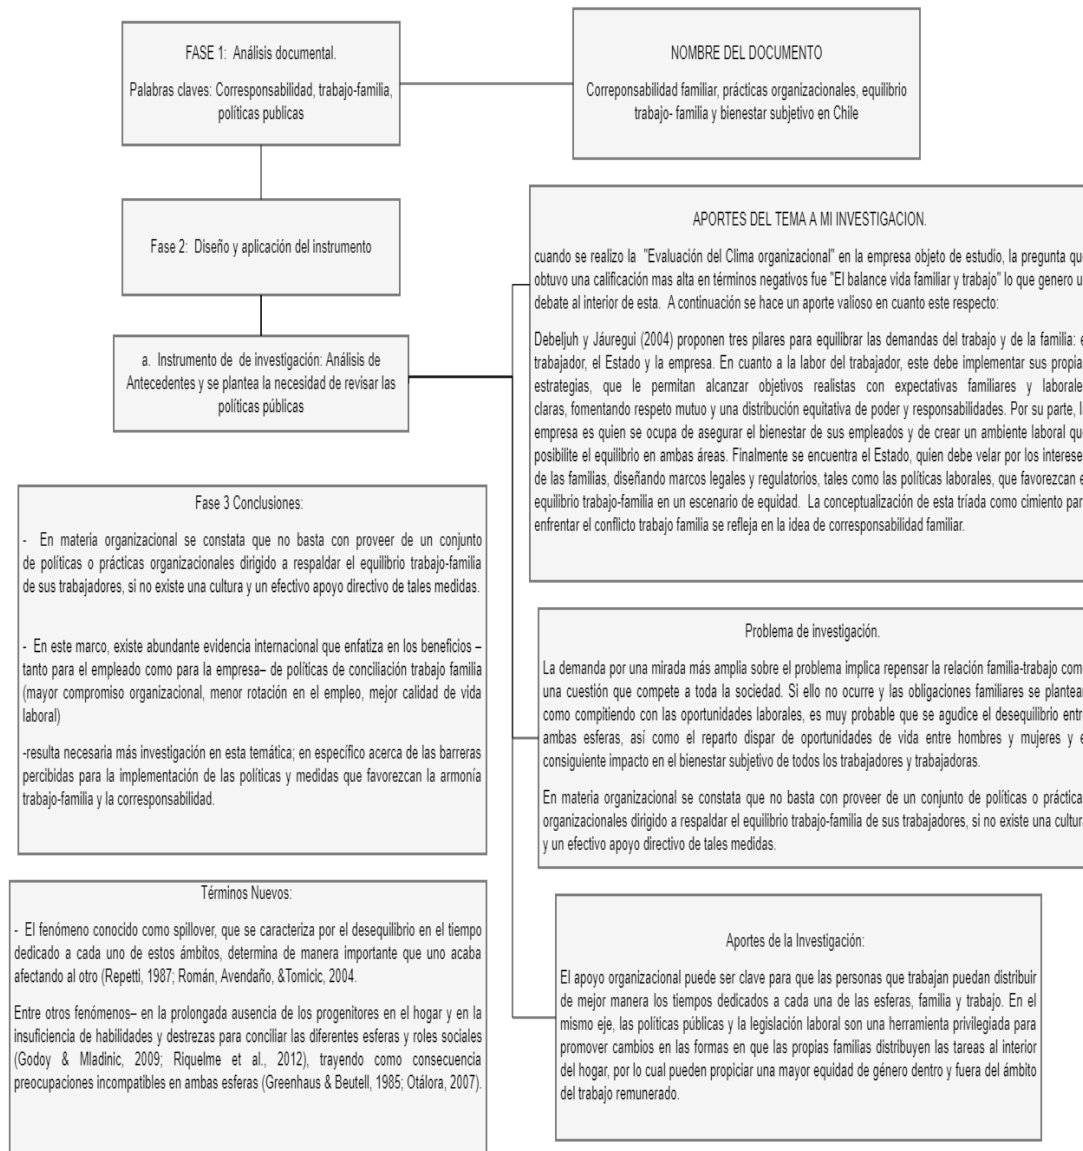 FASE 1: Análisis documental.
Palabras claves: Corresponsabilidad, trabajo-familia,
políticas publicas
NOMBRE DEL DOCUMENTO
Correponsabilidad familiar, prácticas organizacionales, equilibrio
trabajo- familia y bienestar subjetivo en Chile
Fase 2: Diseño y aplicación del instrumento
a. Instrumento de de investigación: Análisis de
Antecedentes y se plantea la necesidad de revisar las
políticas públicas
APORTES DEL TEMA A MI INVESTIGACION.
cuando se realizo la "Evaluación del Clima organizacional" en la empresa objeto de estudio, la pregunta qu
obtuvo una calificación mas alta en términos negativos fue "El balance vida familiar y trabajo" lo que genero u
debate al interior de esta. A continuación se hace un aporte valioso en cuanto este respecto:
Debeljuh y Jáuregui (2004) proponen tres pilares para equilibrar las demandas del trabajo y de la familia: e
trabajador, el Estado y la empresa. En cuanto a la labor del trabajador, este debe implementar sus propia
estrategias, que le permitan alcanzar objetivos realistas con expectativas familiares y laborale
claras, fomentando respeto mutuo y una distribución equitativa de poder y responsabilidades. Por su parte, l
empresa es quien se ocupa de asegurar el bienestar de sus empleados y de crear un ambiente laboral qu
posibilite el equilibrio en ambas áreas. Finalmente se encuentra el Estado, quien debe velar por los interese
de las familias, diseñando marcos legales y regulatorios, tales como las políticas laborales, que favorezcan e
equilibrio trabajo-familia en un escenario de equidad. La conceptualización de esta tríada como cimiento par
enfrentar el conflicto trabajo familia se refleja en la idea de corresponsabilidad familiar.
Fase 3 Conclusiones:
- En materia organizacional se constata que no basta con proveer de un conjunto
de políticas o prácticas organizacionales dirigido a respaldar el equilibrio trabajo-familia
de sus trabajadores, si no existe una cultura y un efectivo apoyo directivo de tales medidas.
- En este marco, existe abundante evidencia internacional que enfatiza en los beneficios –
tanto para el empleado como para la empresa– de políticas de conciliación trabajo familia
(mayor compromiso organizacional, menor rotación en el empleo, mejor calidad de vida
laboral)
-resulta necesaria más investigación en esta temática; en específico acerca de las barreras
percibidas para la implementación de las políticas y medidas que favorezcan la armonía
trabajo-familia y la corresponsabilidad.
Problema de investigación.
La demanda por una mirada más amplia sobre el problema implica repensar la relación familia-trabajo com
una cuestión que compete a toda la sociedad. Si ello no ocurre y las obligaciones familiares se plantea
como compitiendo con las oportunidades laborales, es muy probable que se agudice el desequilibrio entr
ambas esferas, así como el reparto dispar de oportunidades de vida entre hombres y mujeres y e
consiguiente impacto en el bienestar subjetivo de todos los trabajadores y trabajadoras.
En materia organizacional se constata que no basta con proveer de un conjunto de políticas o práctica
organizacionales dirigido a respaldar el equilibrio trabajo-familia de sus trabajadores, si no existe una cultura
y un efectivo apoyo directivo de tales medidas.
Términos Nuevos:
- El fenómeno conocido como spillover, que se caracteriza por el desequilibrio en el tiempo
dedicado a cada uno de estos ámbitos, determina de manera importante que uno acaba
afectando al otro (Repetti, 1987; Román, Avendaño, &Tomicic, 2004.
Entre otros fenómenos– en la prolongada ausencia de los progenitores en el hogar y en la
insuficiencia de habilidades y destrezas para conciliar las diferentes esferas y roles sociales
(Godoy & Mladinic, 2009; Riquelme et al., 2012), trayendo como consecuencia
preocupaciones incompatibles en ambas esferas (Greenhaus & Beutell, 1985; Otálora, 2007).
Aportes de la Investigación:
El apoyo organizacional puede ser clave para que las personas que trabajan puedan distribuir
de mejor manera los tiempos dedicados a cada una de las esferas, familia y trabajo. En el
mismo eje, las políticas públicas y la legislación laboral son una herramienta privilegiada para
promover cambios en las formas en que las propias familias distribuyen las tareas al interior
del hogar, por lo cual pueden propiciar una mayor equidad de género dentro y fuera del ámbito
del trabajo remunerado.